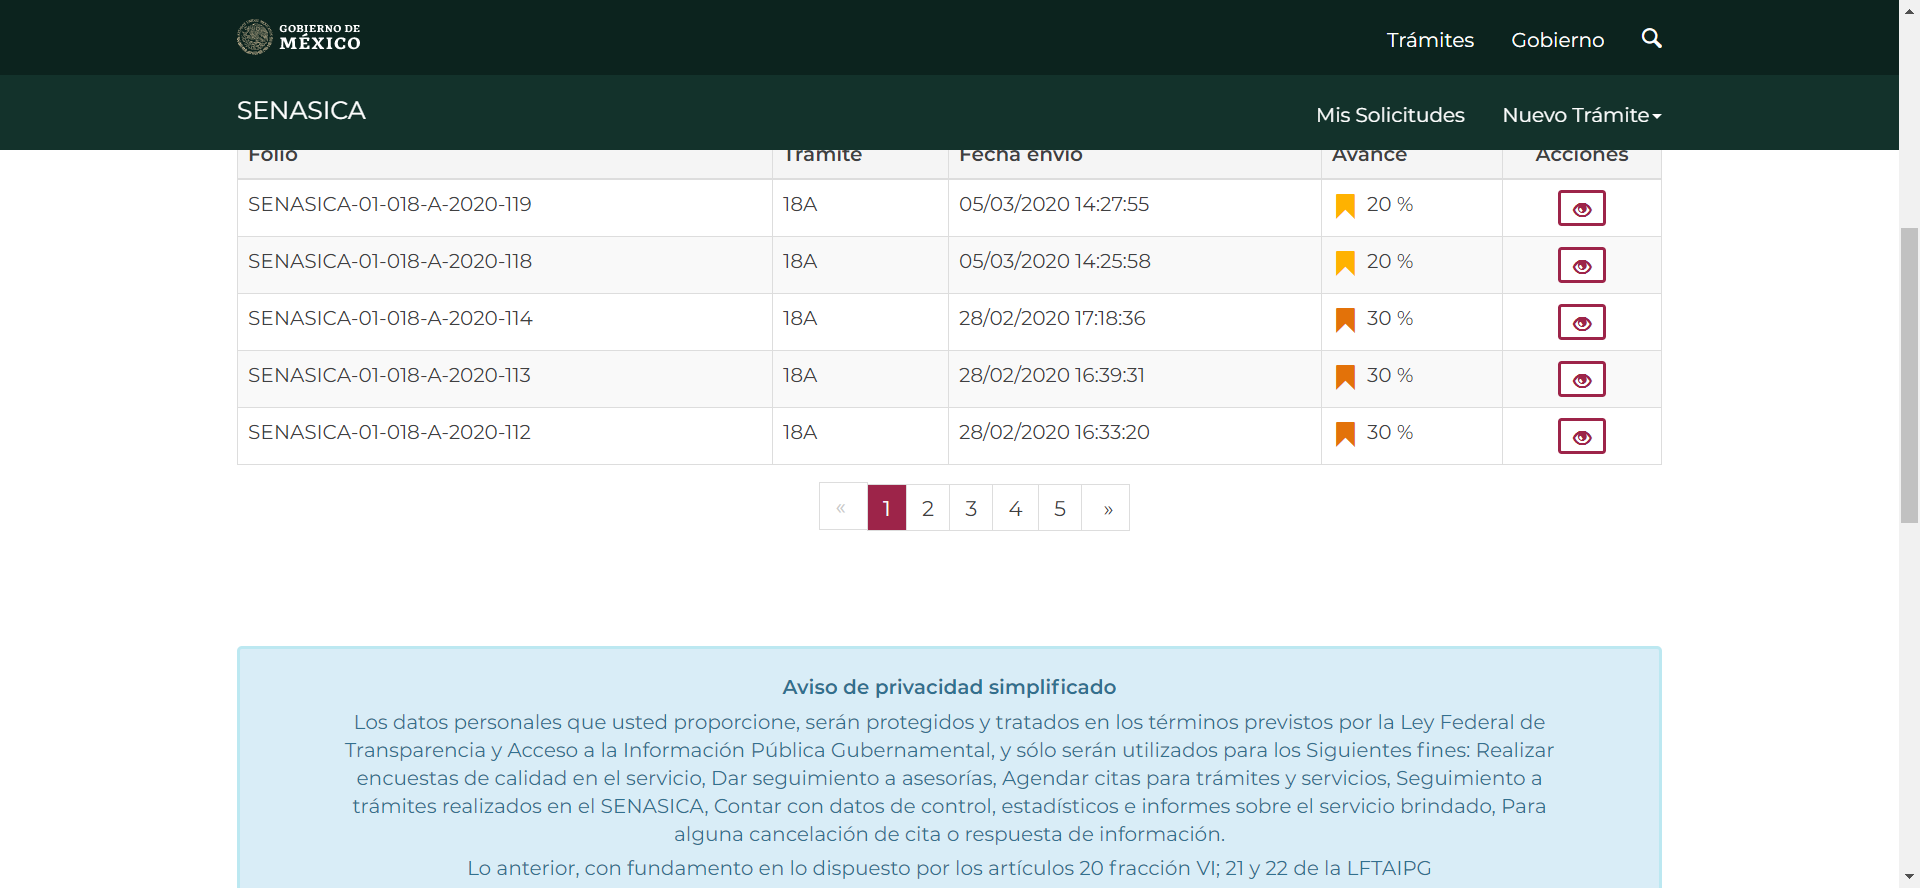 GOBIERNO DE
MÉXICO
Trámites
Gobierno
SENASICA
Mis Solicitudes
Nuevo Trámite
Folio Trámite Fecha envío Avance Acciones
SENASICA-01-018-A-2020-119 18A 05/03/2020 14:27:55 20 %
SENASICA-01-018-A-2020-118 18A 05/03/2020 14:25:58 20 %
SENASICA-01-018-A-2020-114 18A 28/02/2020 17:18:36 30 %
SENASICA-01-018-A-2020-113 18A 28/02/2020 16:39:31 30 %
SENASICA-01-018-A-2020-112 18A 28/02/2020 16:33:20 30 %
« 1 2 3 4 5 »
Aviso de privacidad simplificado
Los datos personales que usted proporcione, serán protegidos y tratados en los términos previstos por la Ley Federal de
Transparencia y Acceso a la Información Pública Gubernamental, y sólo serán utilizados para los Siguientes fines: Realizar
encuestas de calidad en el servicio, Dar seguimiento a asesorías, Agendar citas para trámites y servicios, Seguimiento a
trámites realizados en el SENASICA, Contar con datos de control, estadísticos e informes sobre el servicio brindado, Para
alguna cancelación de cita o respuesta de información.
Lo anterior, con fundamento en lo dispuesto por los artículos 20 fracción VI; 21 y 22 de la LFTAIPG